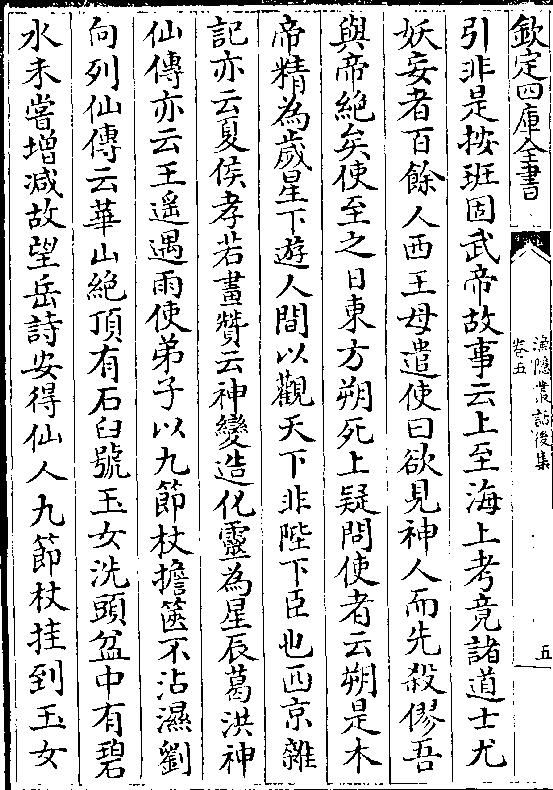 欽定四庫全書
漁隱叢話後集
卷五
五
引非是按班固武帝故事云上至海上考竟諸道士尤
妖妄者百餘人西王母遣使曰欲見神人而先殺僇吾
與帝絶矣使至之日東方朔死上疑問使者云朔是木
帝精為歲星下遊人間以觀天下非陛下臣也西京雜
記亦云夏侯孝若畫贊云神變造化靈為星辰葛洪神
仙傳亦云王遥遇雨使弟子以九節杖擔篋不沾濕劉
向列仙傳云華山絶頂有石臼號玉女洗頭盆中有碧
水未嘗增減故望岳詩安得仙人九節杖拄到玉女